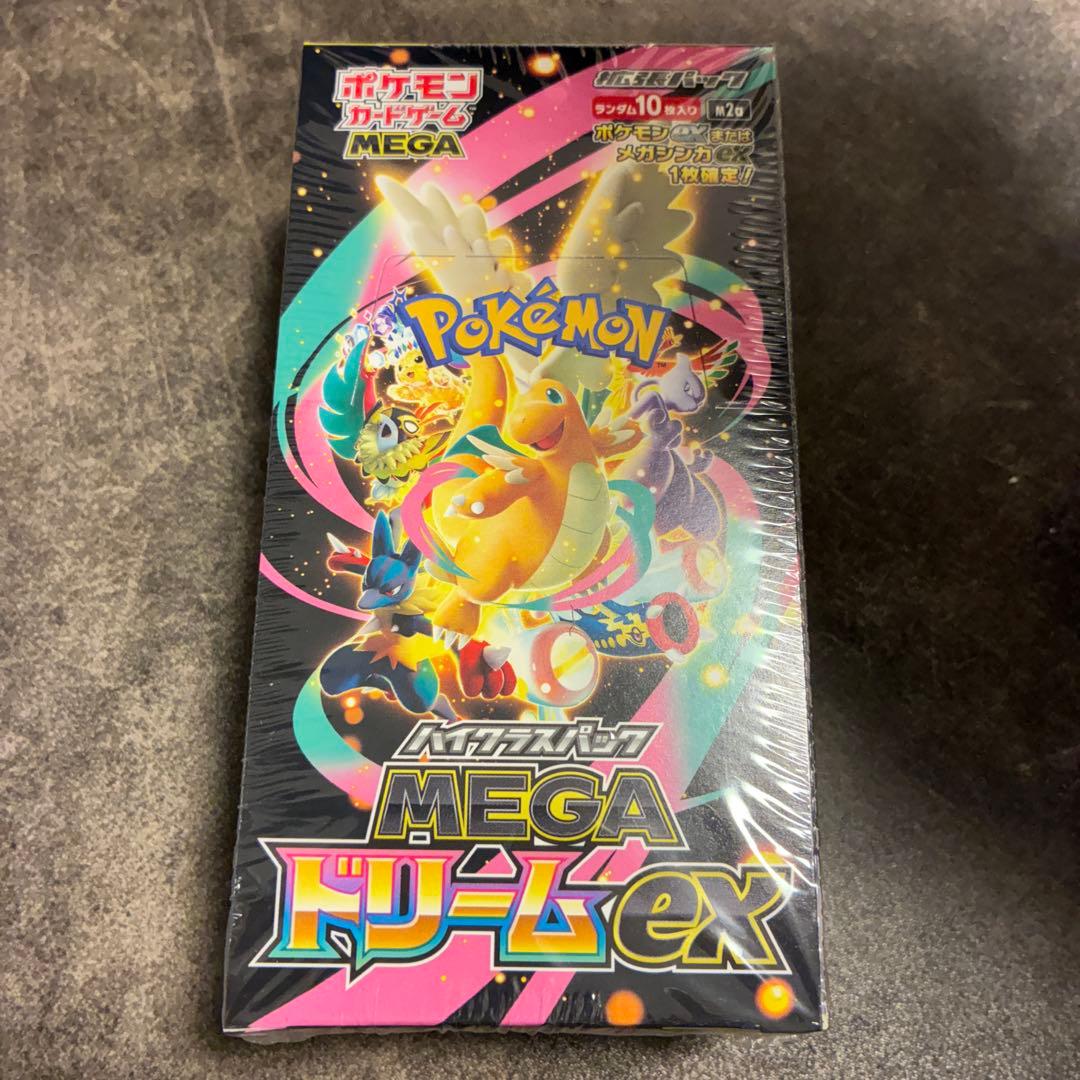 ポケモン
カードゲーム
MEGA
拡張パック
ランダム10枚入り M2a
ポケモンexまたは
メガシンカex
1枚確定!
POKéMON
TM
ハイクラスパック
MEGA
ドリームex